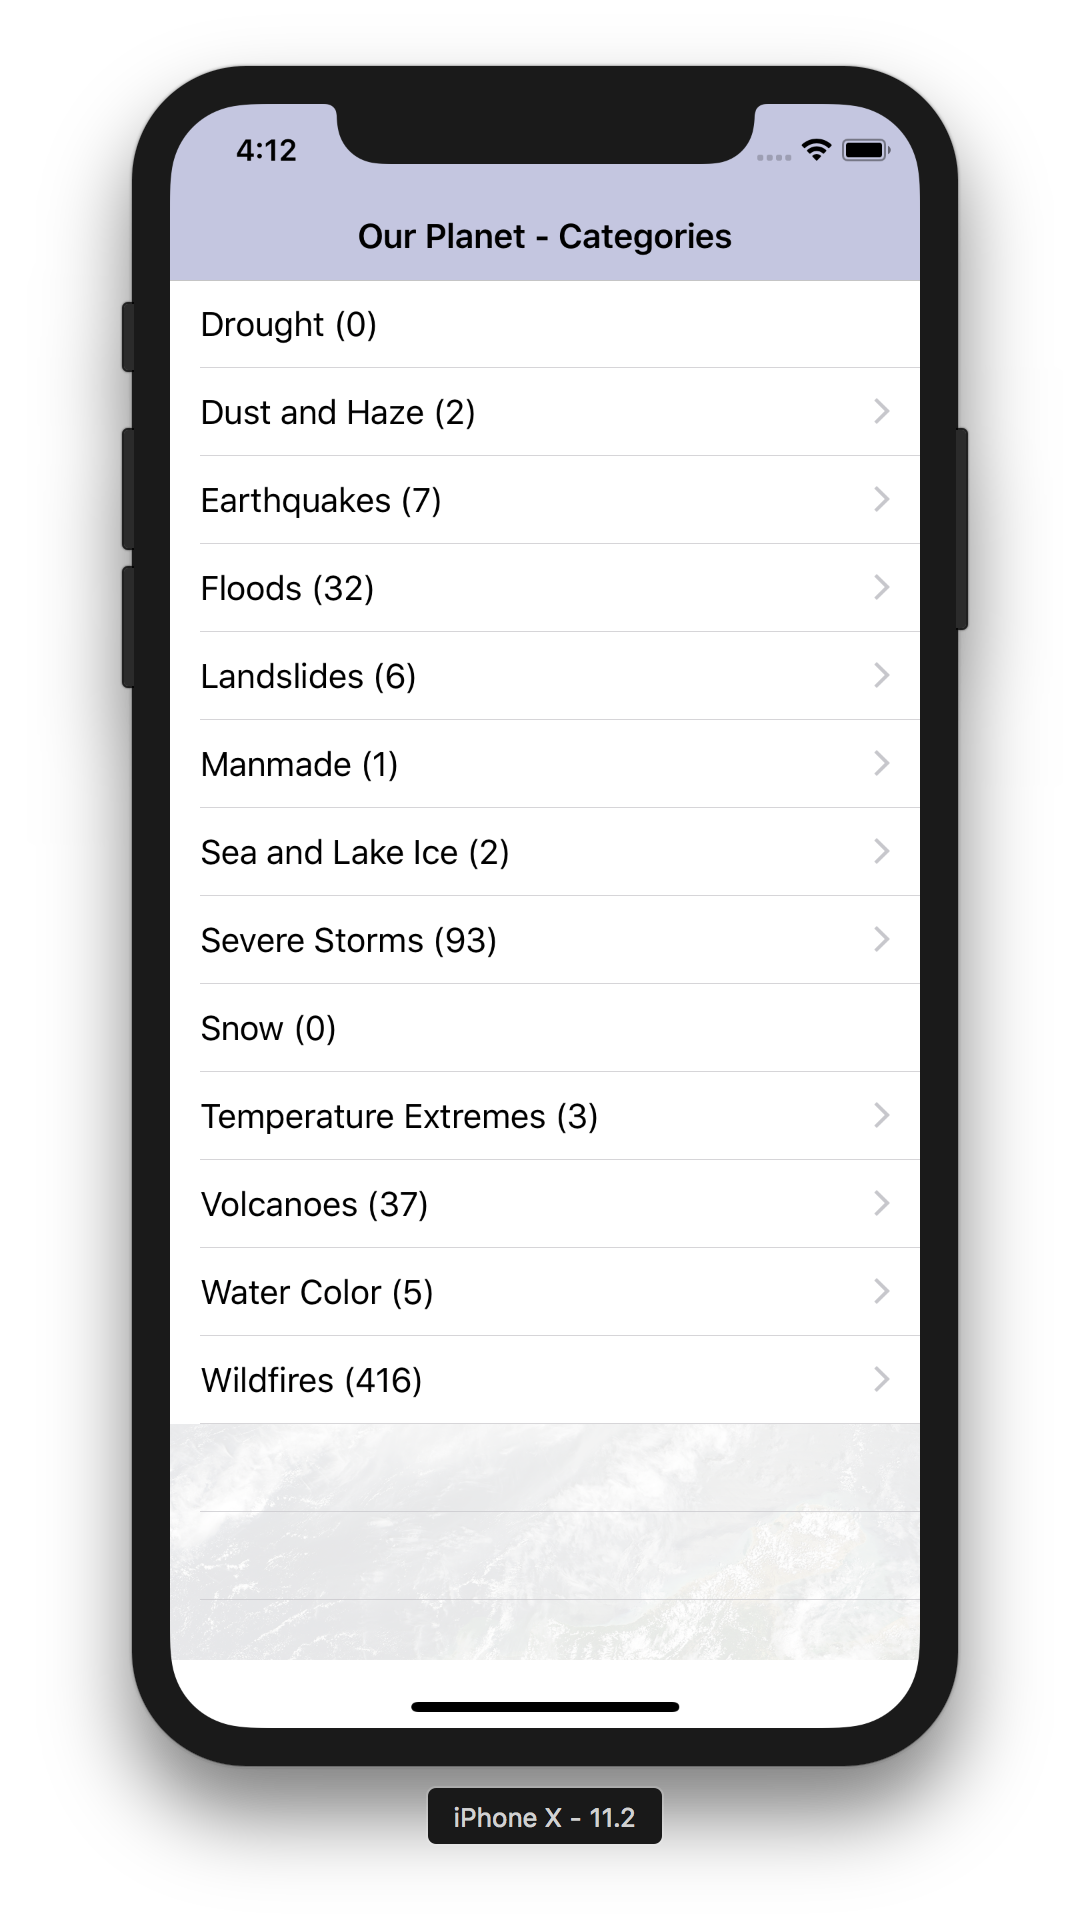 4:12
Our Planet - Categories
Drought (0)
Dust and Haze (2)
Earthquakes (7)
Floods (32)
Landslides (6)
Manmade (1)
Sea and Lake Ice (2)
Severe Storms (93)
Snow (0)
Temperature Extremes (3)
Volcanoes (37)
Water Color (5)
Wildfires (416)
iPhone X - 11.2